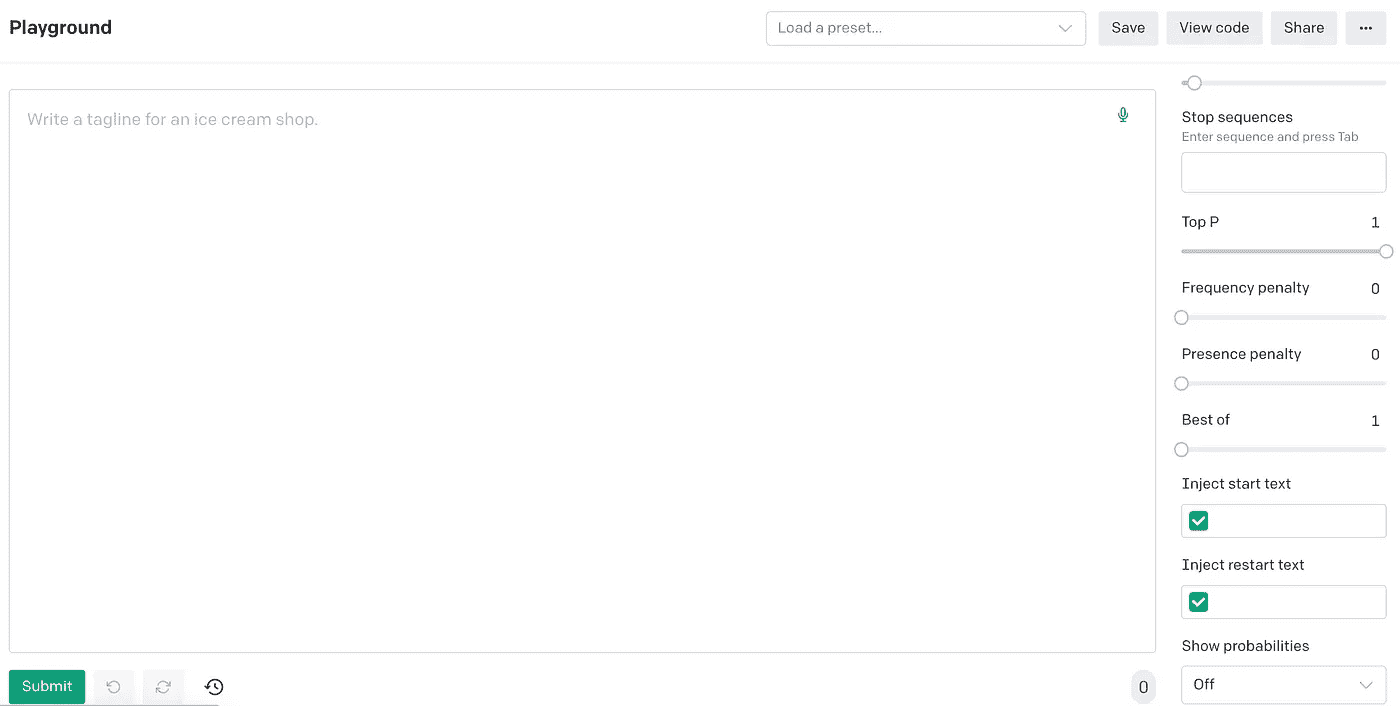 Playground
Load a preset...
Save
View code
Share
...
Write a tagline for an ice cream shop.
Stop sequences
Enter sequence and press Tab
Top P 1
Frequency penalty 0
Presence penalty 0
Best of 1
Inject start text
Inject restart text
Show probabilities
Off
Submit
0